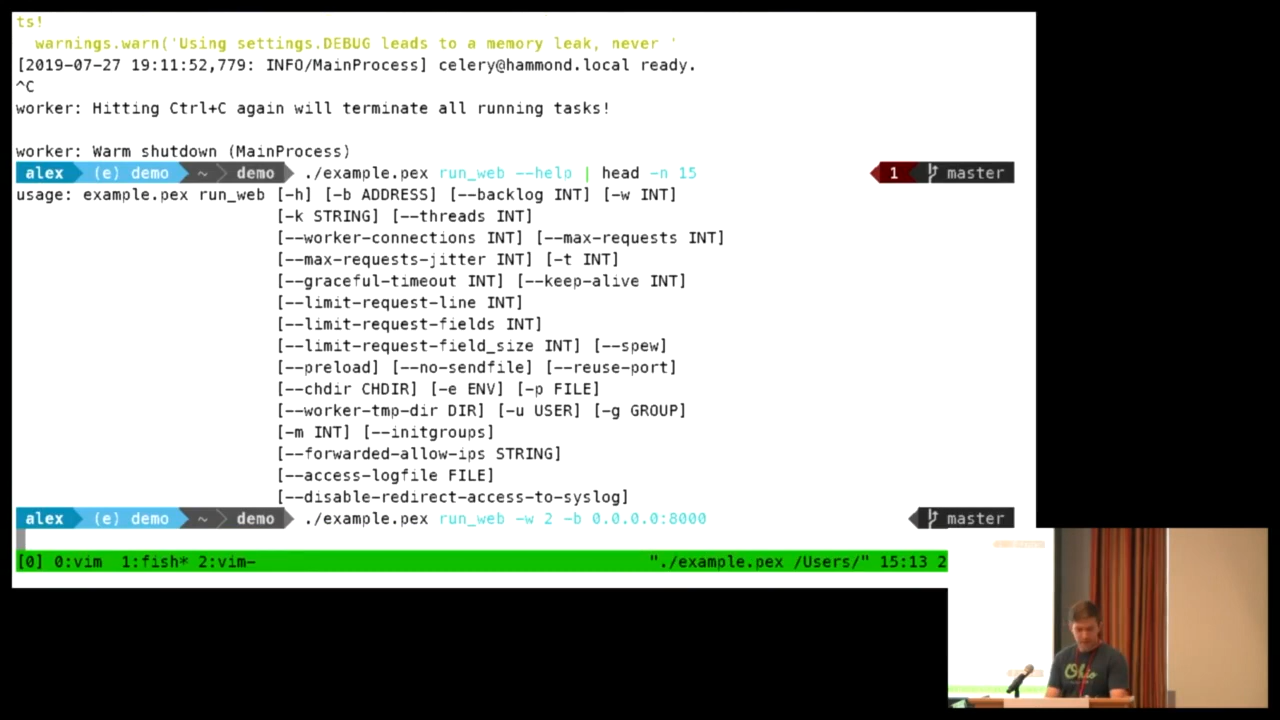 ts!
  warnings.warn('Using settings.DEBUG leads to a memory leak, never '
[2019-07-27 19:11:52,779: INFO/MainProcess] celery@hammond.local ready.
^C
worker: Hitting Ctrl+C again will terminate all running tasks!
worker: Warm shutdown (MainProcess)
alex (e) demo ~ demo ./example.pex run_web --help | head -n 15 1 master
usage: example.pex run_web [-h] [-b ADDRESS] [--backlog INT] [-w INT]
[-k STRING] [--threads INT]
[--worker-connections INT] [--max-requests INT]
[--max-requests-jitter INT] [-t INT]
[--graceful-timeout INT] [--keep-alive INT]
[--limit-request-line INT]
[--limit-request-fields INT]
[--limit-request-field_size INT] [--spew]
[--preload] [--no-sendfile] [--reuse-port]
[--chdir CHDIR] [-e ENV] [-p FILE]
[--worker-tmp-dir DIR] [-u USER] [-g GROUP]
[-m INT] [--initgroups]
[--forwarded-allow-ips STRING]
[--access-logfile FILE]
[--disable-redirect-access-to-syslog]
alex (e) demo ~ demo ./example.pex run_web -w 2 -b 0.0.0.0:8000 master
[0] 0:vim 1:fish* 2:vim- "./example.pex /Users/" 15:13 2
Ohio